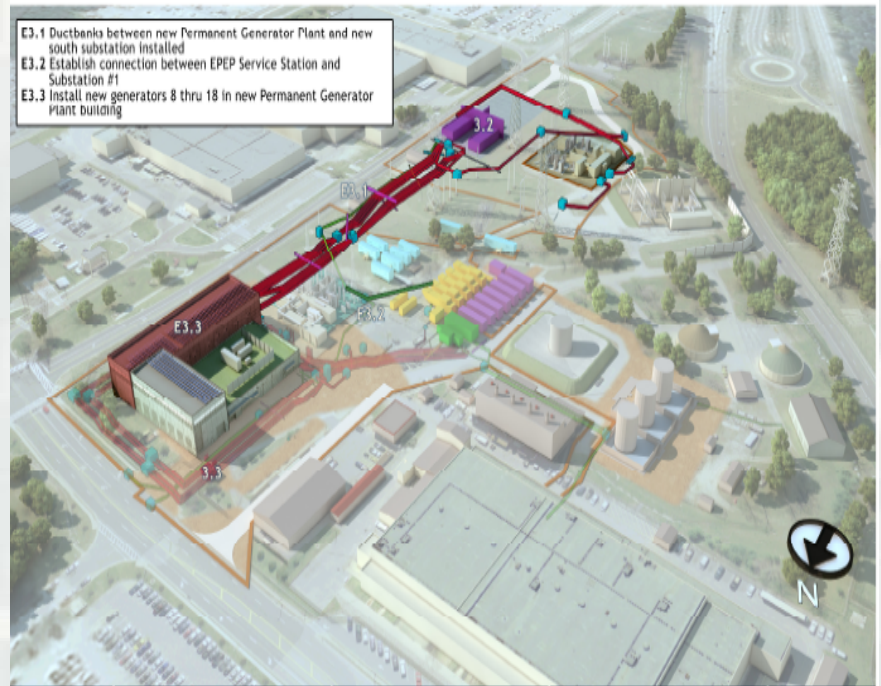 E3.1 Ductbanks between new Permanent Generator Plant and new
south substation installed
E3.2 Establish connection between EPEP Service Station and
Substation #1
E3.3 Install new generators 8 thru 18 in new Permanent Generator
Plant building
3.2
E3.1
E3.2
E3.3
3.3
N